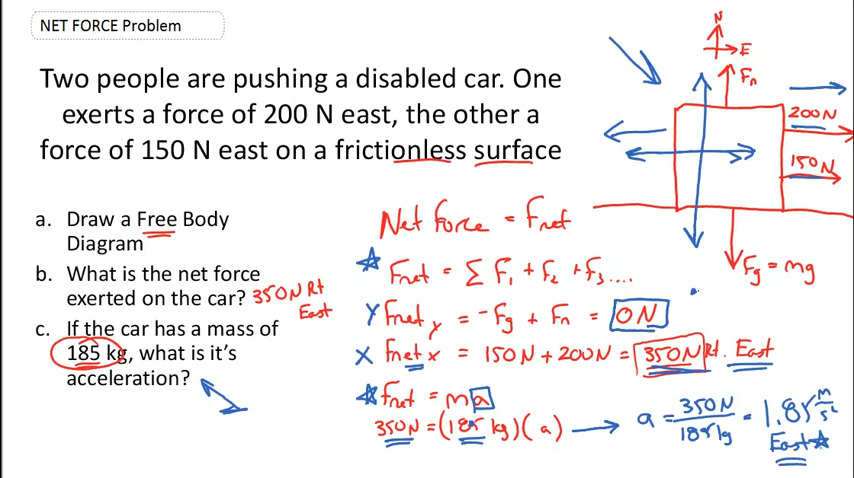 NET FORCE Problem
Two people are pushing a disabled car. One
exerts a force of 200 N east, the other a
force of 150 N east on a frictionless surface
a. Draw a Free Body
Diagram
b. What is the net force
exerted on the car? 350N Rt
East
c. If the car has a mass of
185 kg, what is it's
acceleration?
N
E
Fn
200N
150N
Fg = mg
Net Force = Fnet
Fnet = Σ F1 + F2 + F3 ....
Y Fnet y = -Fg + Fn = 0N
X Fnet x = 150N + 200N = 350N Rt. East
Fnet = ma
350N = (185 kg)(a) → a = 350N / 185 kg = 1.89 m/s²
East